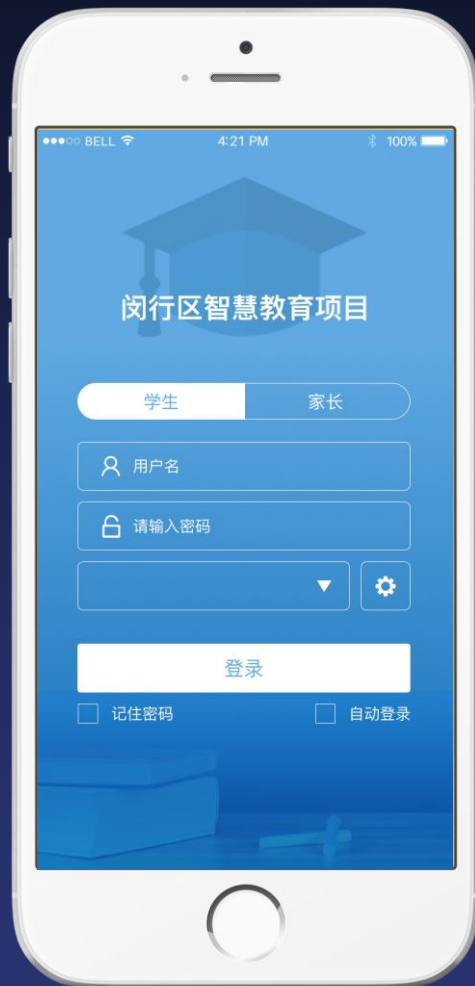 ●●●○○ BELL 4:21 PM 100%
闵行区智慧教育项目
学生 家长
用户名
请输入密码
登录
记住密码 自动登录